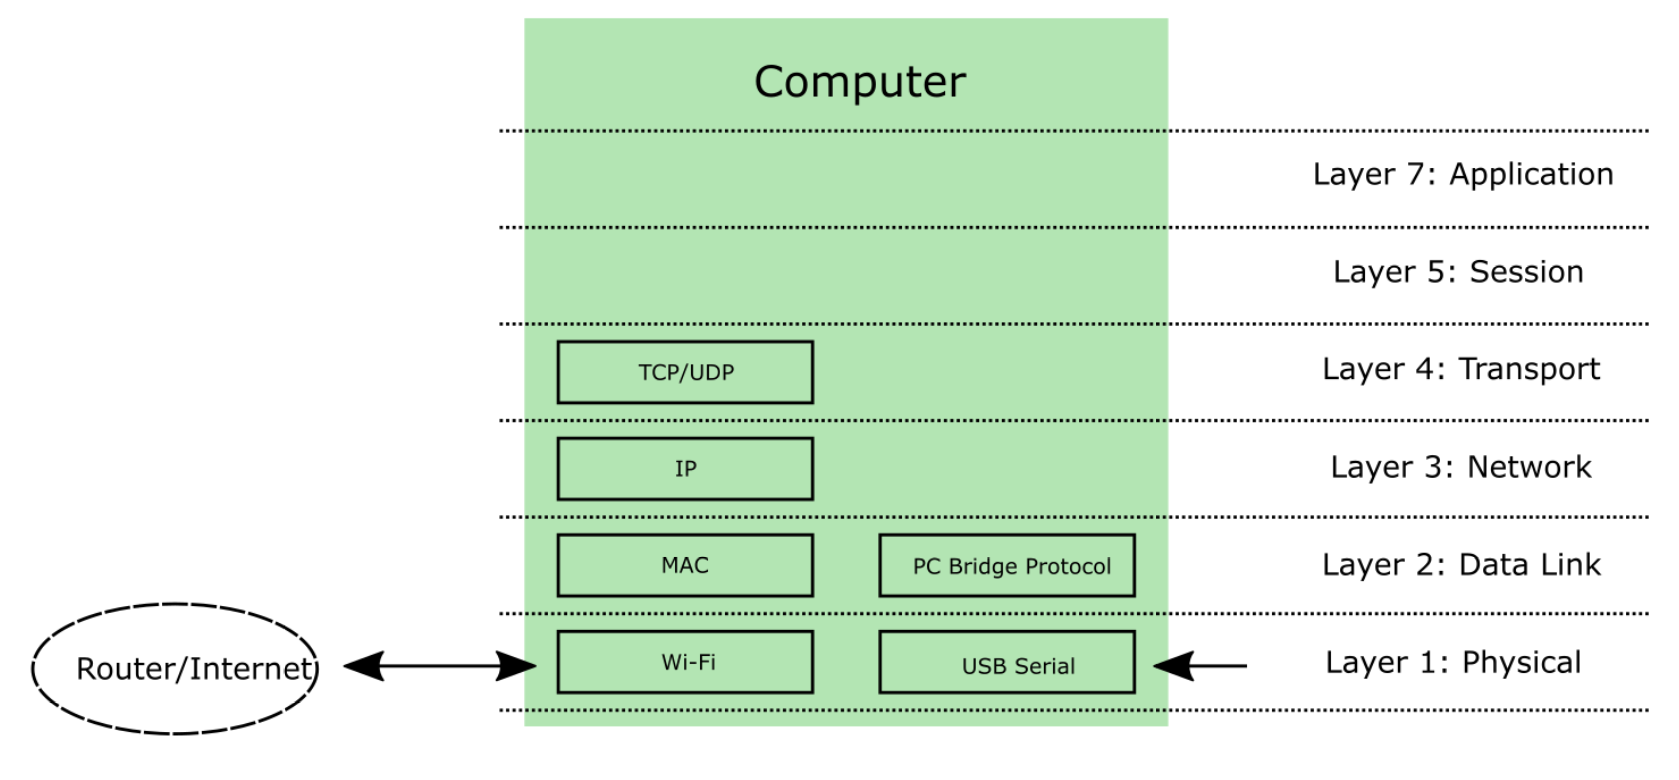 Computer
Layer 7: Application
Layer 5: Session
TCP/UDP
Layer 4: Transport
IP
Layer 3: Network
MAC
PC Bridge Protocol
Layer 2: Data Link
Router/Internet
Wi-Fi
USB Serial
Layer 1: Physical